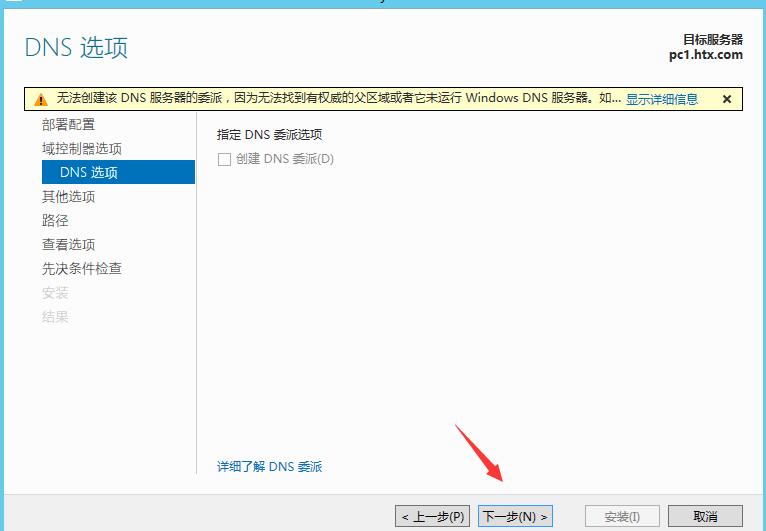 DNS 选项
目标服务器
pc1.htx.com
无法创建该 DNS 服务器的委派，因为无法找到有权威的父区域或者它未运行 Windows DNS 服务器。如... 显示详细信息
部署配置
域控制器选项
DNS 选项
其他选项
路径
查看选项
先决条件检查
安装
结果
指定 DNS 委派选项
创建 DNS 委派(D)
详细了解 DNS 委派
< 上一步(P) 下一步(N) > 安装(I) 取消